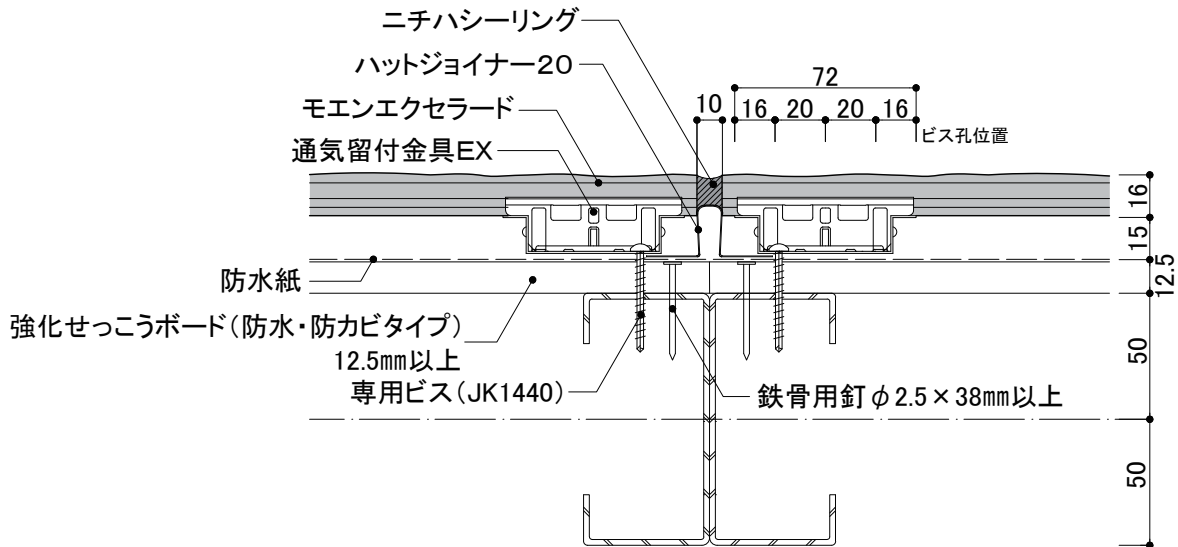 ニチハシーリング
ハットジョイナー20
モエンエクセラード
通気留付金具EX
防水紙
強化せっこうボード(防水・防カビタイプ)
12.5mm以上
専用ビス(JK1440)
鉄骨用釘φ2.5×38mm以上
72
10
16
20
20
16
ビス孔位置
16
15
12.5
50
50